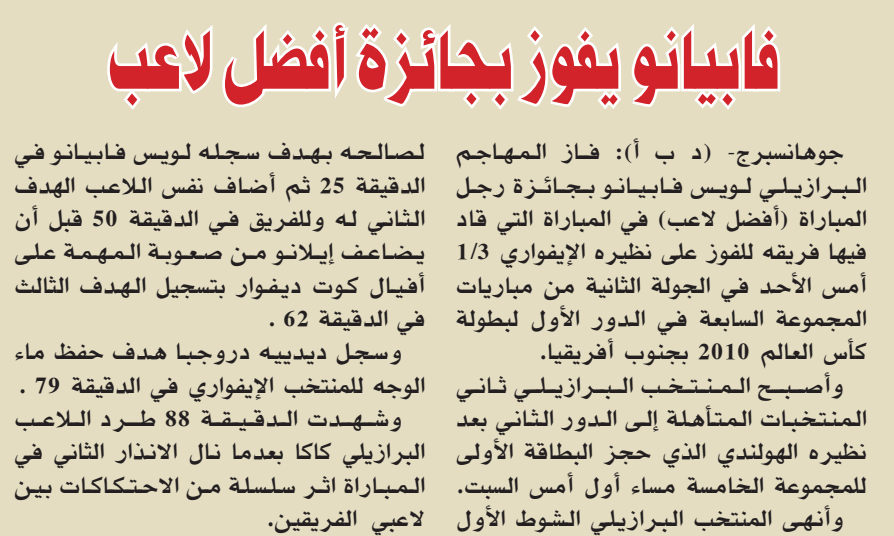 فابيانو يفوز بجائزة أفضل لاعب
جوهانسبرج- (د ب أ): فاز المهاجم
البرازيلي لويس فابيانو بجائزة رجل
المباراة (أفضل لاعب) في المباراة التي قاد
فيها فريقه للفوز على نظيره الإيفواري 1/3
أمس الأحد في الجولة الثانية من مباريات
المجموعة السابعة في الدور الأول لبطولة
كأس العالم 2010 بجنوب أفريقيا.
وأصبح المنتخب البرازيلي ثاني
المنتخبات المتأهلة إلى الدور الثاني بعد
نظيره الهولندي الذي حجز البطاقة الأولى
للمجموعة الخامسة مساء أول أمس السبت.
وأنهى المنتخب البرازيلي الشوط الأول
لصالحه بهدف سجله لويس فابيانو في
الدقيقة 25 ثم أضاف نفس اللاعب الهدف
الثاني له وللفريق في الدقيقة 50 قبل أن
يضاعف إيلانو من صعوبة المهمة على
أفيال كوت ديفوار بتسجيل الهدف الثالث
في الدقيقة 62 .
وسجل ديدييه دروجبا هدف حفظ ماء
الوجه للمنتخب الإيفواري في الدقيقة 79 .
وشهدت الدقيقة 88 طرد اللاعب
البرازيلي كاكا بعدما نال الانذار الثاني في
المباراة اثر سلسلة من الاحتكاكات بين
لاعبي الفريقين.